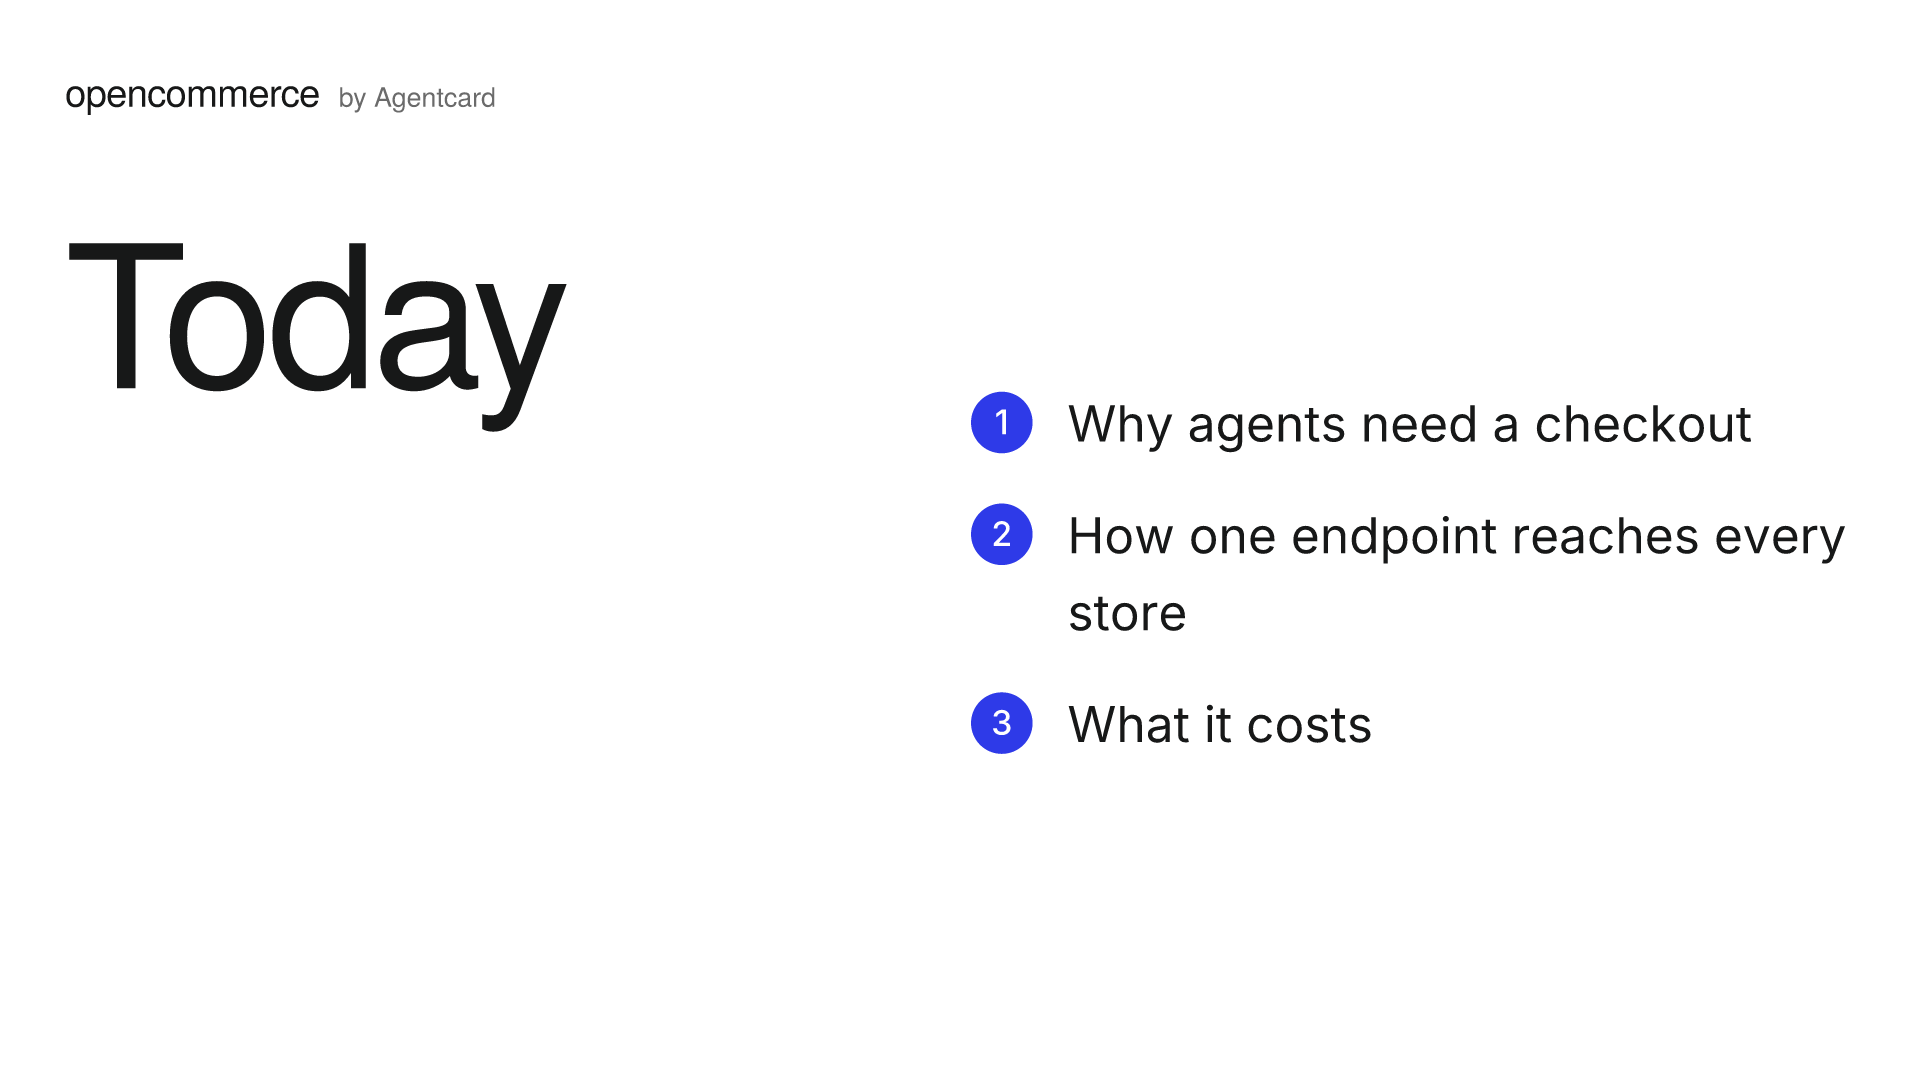 opencommerce by Agentcard
Today
1 Why agents need a checkout
2 How one endpoint reaches every
store
3 What it costs